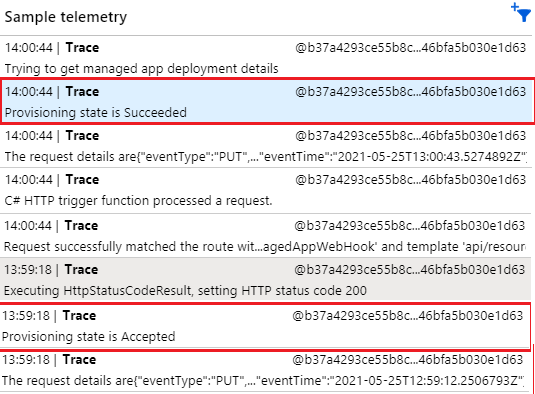 Sample telemetry
14:00:44 | Trace @b37a4293ce55b8c...46bfa5b030e1d63
Trying to get managed app deployment details
14:00:44 | Trace @b37a4293ce55b8c...46bfa5b030e1d63
Provisioning state is Succeeded
14:00:44 | Trace @b37a4293ce55b8c...46bfa5b030e1d63
The request details are{"eventType":"PUT",..."eventTime":"2021-05-25T13:00:43.5274892Z"
14:00:44 | Trace @b37a4293ce55b8c...46bfa5b030e1d63
C# HTTP trigger function processed a request.
14:00:44 | Trace @b37a4293ce55b8c...46bfa5b030e1d63
Request successfully matched the route wit...agedAppWebHook' and template 'api/resour
13:59:18 | Trace @b37a4293ce55b8c...46bfa5b030e1d63
Executing HttpStatusCodeResult, setting HTTP status code 200
13:59:18 | Trace @b37a4293ce55b8c...46bfa5b030e1d63
Provisioning state is Accepted
13:59:18 | Trace @b37a4293ce55b8c...46bfa5b030e1d63
The request details are{"eventType":"PUT",..."eventTime":"2021-05-25T12:59:12.2506793Z"